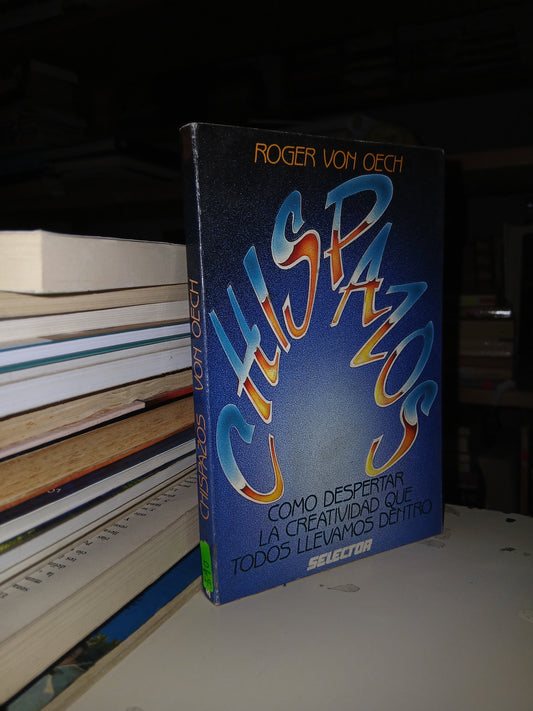 ROGER VON OECH
CHISPAZOS
COMO DESPERTAR
LA CREATIVIDAD QUE
TODOS LLEVAMOS DENTRO
SELECTOR
CHISPAZOS VON OECH